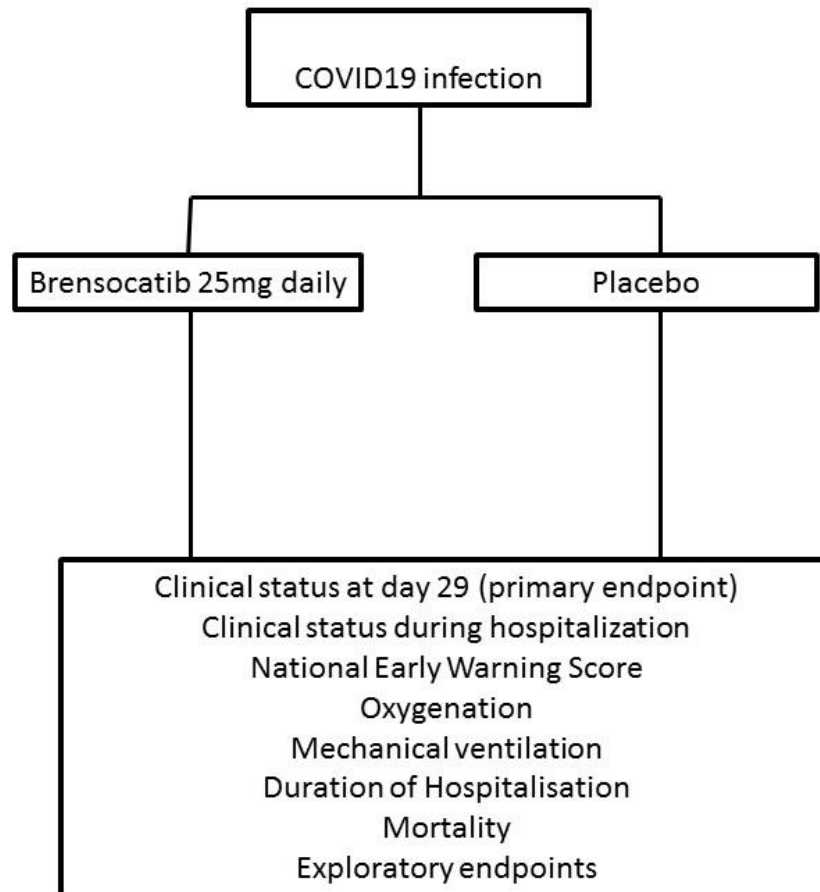 COVID19 infection
Brensocatib 25mg daily
Placebo
Clinical status at day 29 (primary endpoint)
Clinical status during hospitalization
National Early Warning Score
Oxygenation
Mechanical ventilation
Duration of Hospitalisation
Mortality
Exploratory endpoints